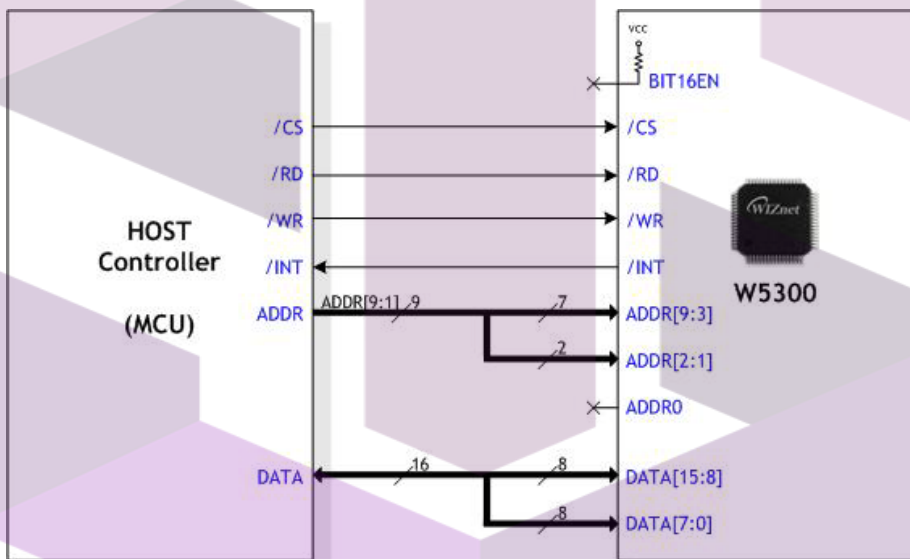 vcc
BIT16EN
/CS
/CS
/RD
/RD
/WR
/WR
HOST
Controller
(MCU)
WIZnet
W5300
/INT
/INT
ADDR
ADDR[9:1]
9
7
ADDR[9:3]
2
ADDR[2:1]
ADDR0
DATA
16
8
DATA[15:8]
8
DATA[7:0]